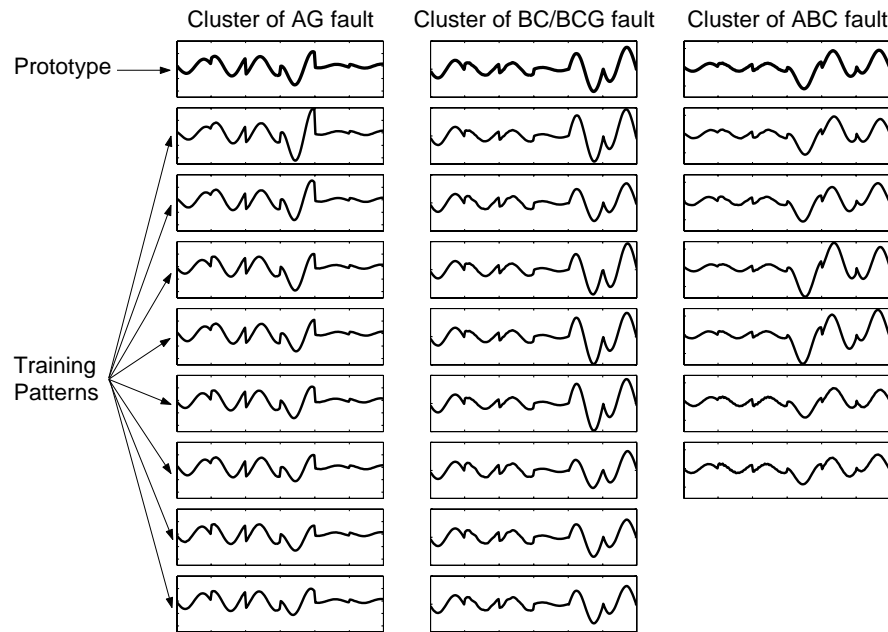 Cluster of AG fault
Cluster of BC/BCG fault
Cluster of ABC fault
Prototype
Training
Patterns